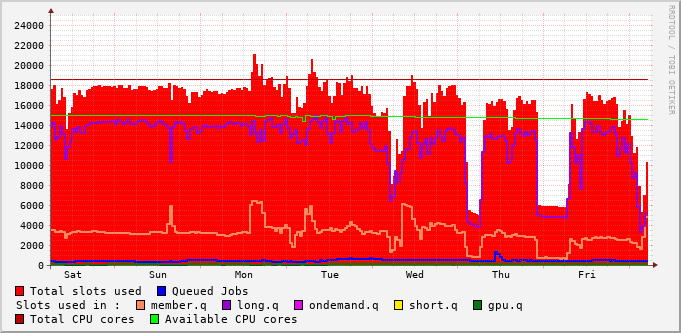 RRDTOOL / TOBI OETIKER
24000
22000
20000
18000
16000
14000
12000
10000
8000
6000
4000
2000
0
Sat Sun Mon Tue Wed Thu Fri
Total slots used Queued Jobs
Slots used in : member.q long.q ondemand.q short.q gpu.q
Total CPU cores Available CPU cores